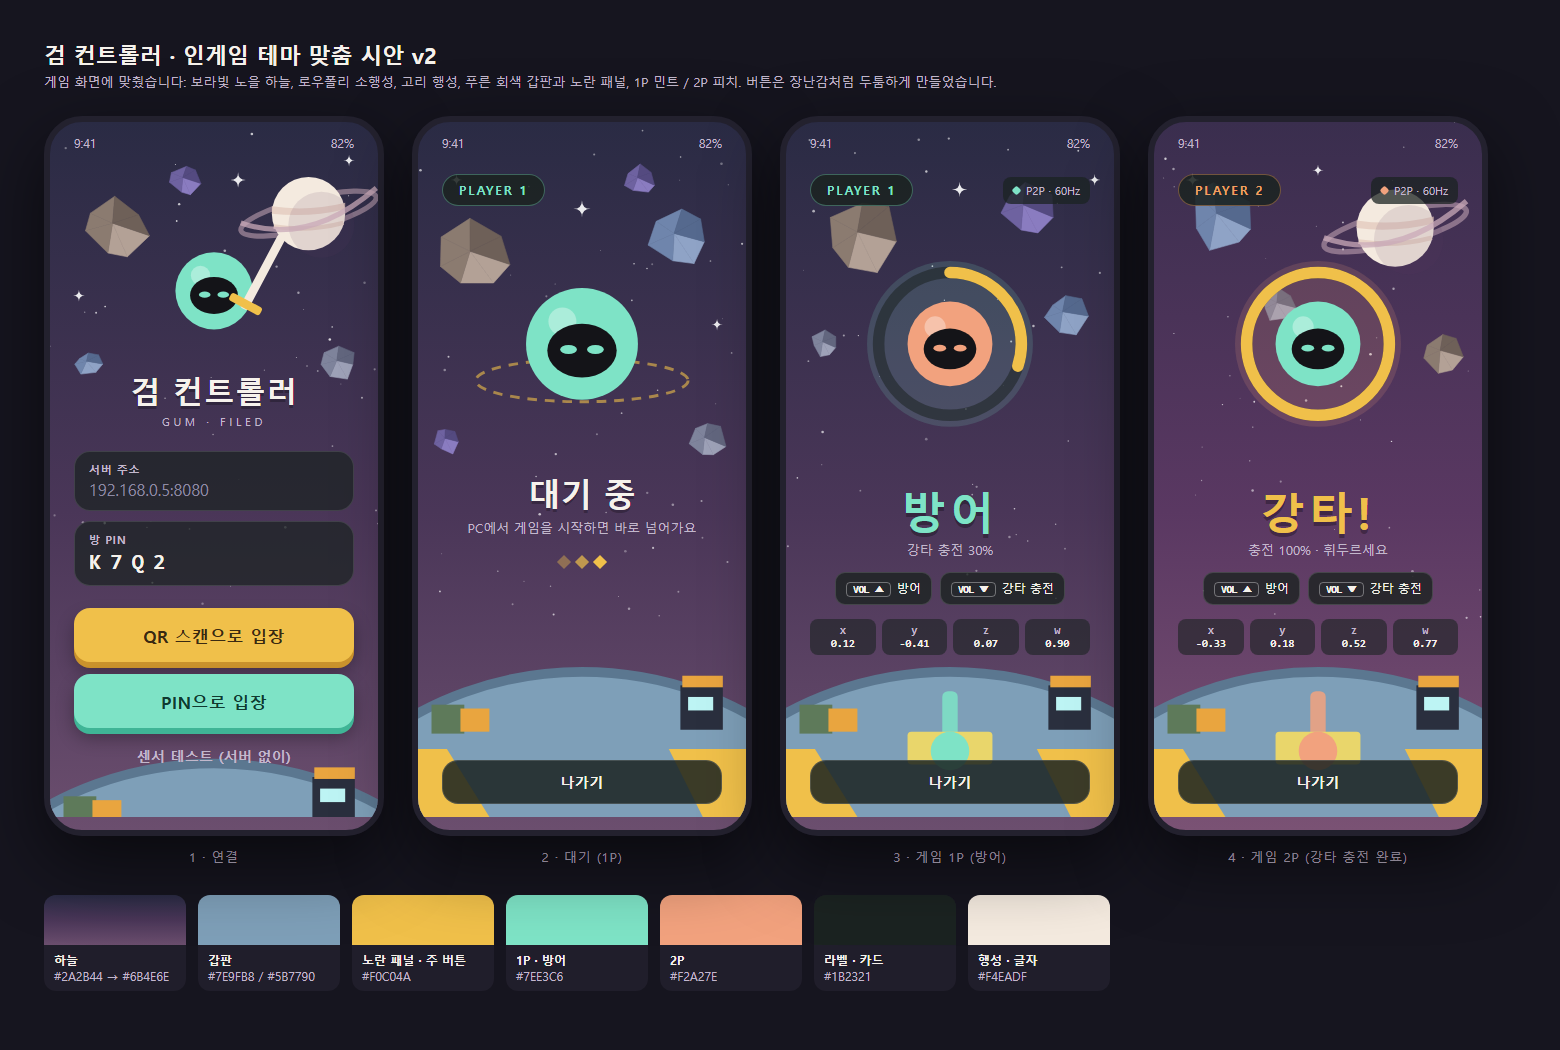 검 컨트롤러 · 인게임 테마 맞춤 시안 v2
게임 화면에 맞췄습니다: 보라빛 노을 하늘, 로우폴리 소행성, 고리 행성, 푸른 회색 갑판과 노란 패널, 1P 민트 / 2P 피치. 버튼은 장난감처럼 두툼하게 만들었습니다.
9:41
82%
검 컨트롤러
GUM · FILED
서버 주소
192.168.0.5:8080
방 PIN
K7Q2
QR 스캔으로 입장
PIN으로 입장
센서 테스트 (서버 없이)
1 · 연결
9:41
82%
PLAYER 1
대기 중
PC에서 게임을 시작하면 바로 넘어가요
나가기
2 · 대기 (1P)
9:41
82%
PLAYER 1
P2P · 60Hz
방어
강타 충전 30%
VOL ▲ 방어
VOL ▼ 강타 충전
x y z w
0.12 -0.41 0.07 0.90
나가기
3 · 게임 1P (방어)
9:41
82%
PLAYER 2
P2P · 60Hz
강타!
충전 100% · 휘두르세요
VOL ▲ 방어
VOL ▼ 강타 충전
x y z w
-0.33 0.18 0.52 0.77
나가기
4 · 게임 2P (강타 충전 완료)
하늘
#2A2B44 → #6B4E6E
갑판
#7E9FB8 / #5B7790
노란 패널 · 주 버튼
#F0C04A
1P · 방어
#7EE3C6
2P
#F2A27E
라벨 · 카드
#1B2321
행성 · 글자
#F4EADF